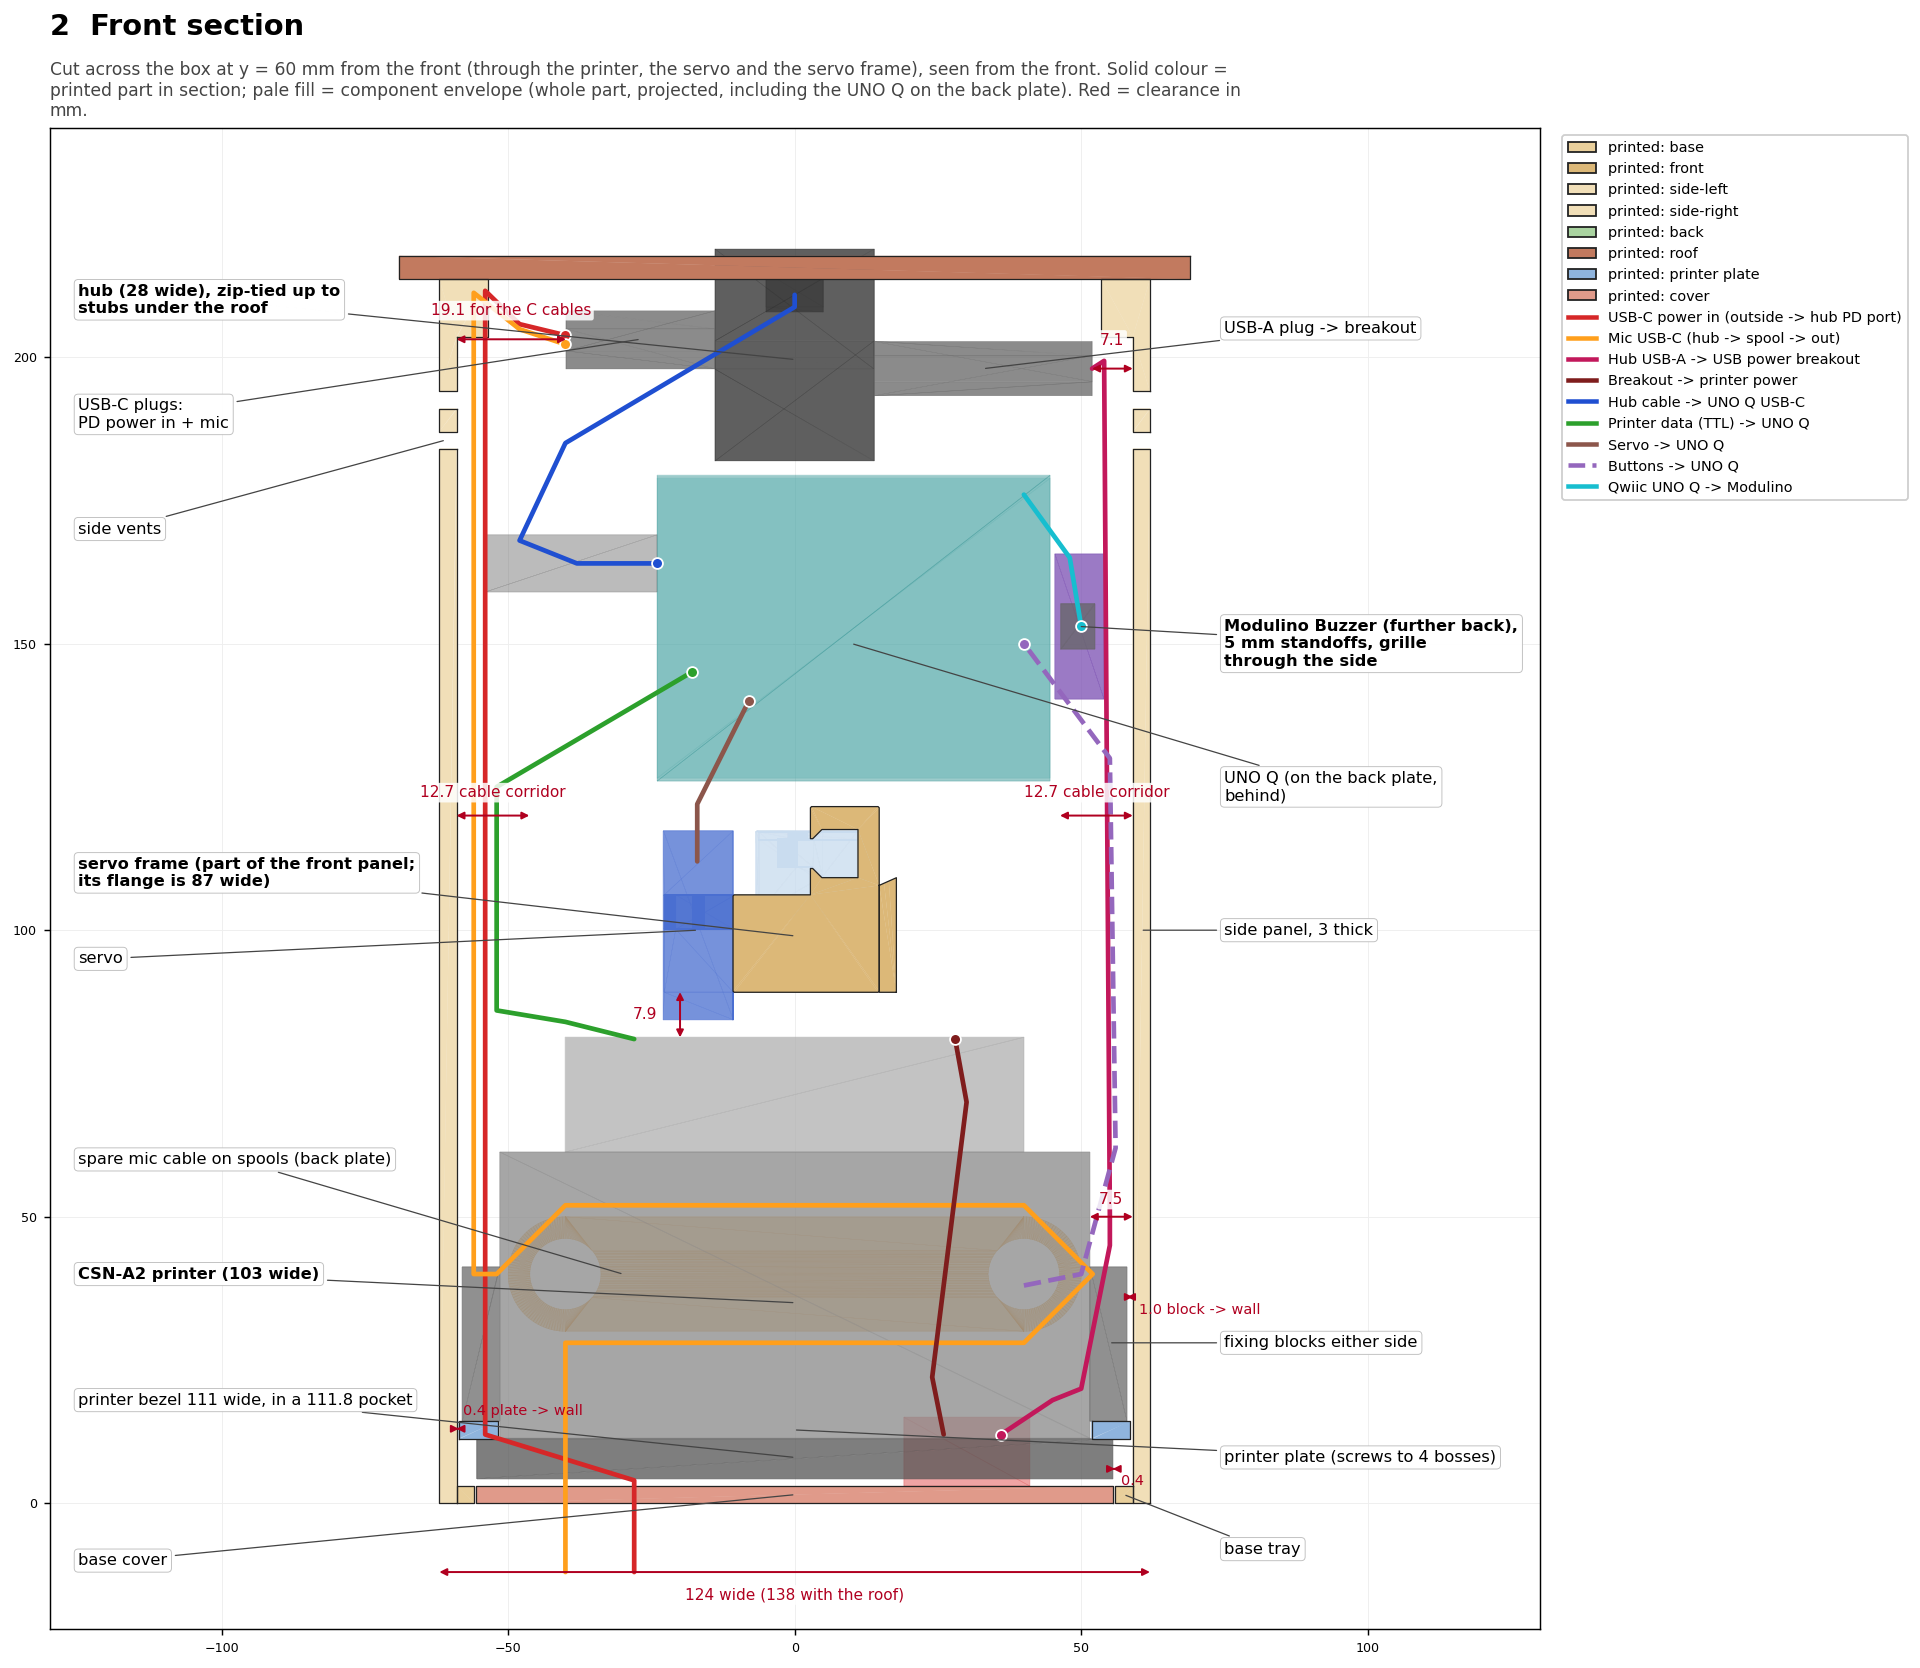 2  Front section
Cut across the box at y = 60 mm from the front (through the printer, the servo and the servo frame), seen from the front. Solid colour =
printed part in section; pale fill = component envelope (whole part, projected, including the UNO Q on the back plate). Red = clearance in
mm.
printed: base
printed: front
printed: side-left
printed: side-right
printed: back
printed: roof
printed: printer plate
printed: cover
USB-C power in (outside -> hub PD port)
Mic USB-C (hub -> spool -> out)
Hub USB-A -> USB power breakout
Breakout -> printer power
Hub cable -> UNO Q USB-C
Printer data (TTL) -> UNO Q
Servo -> UNO Q
Buttons -> UNO Q
Qwiic UNO Q -> Modulino
hub (28 wide), zip-tied up to
stubs under the roof
19.1 for the C cables
USB-A plug -> breakout
7.1
200
USB-C plugs:
PD power in + mic
side vents
150
Modulino Buzzer (further back),
5 mm standoffs, grille
through the side
UNO Q (on the back plate,
behind)
12.7 cable corridor
12.7 cable corridor
servo frame (part of the front panel;
its flange is 87 wide)
100
side panel, 3 thick
servo
7.9
spare mic cable on spools (back plate)
50
7.5
CSN-A2 printer (103 wide)
1.0 block -> wall
fixing blocks either side
printer bezel 111 wide, in a 111.8 pocket
0.4 plate -> wall
printer plate (screws to 4 bosses)
0.4
0
base cover
base tray
124 wide (138 with the roof)
−100
−50
0
50
100